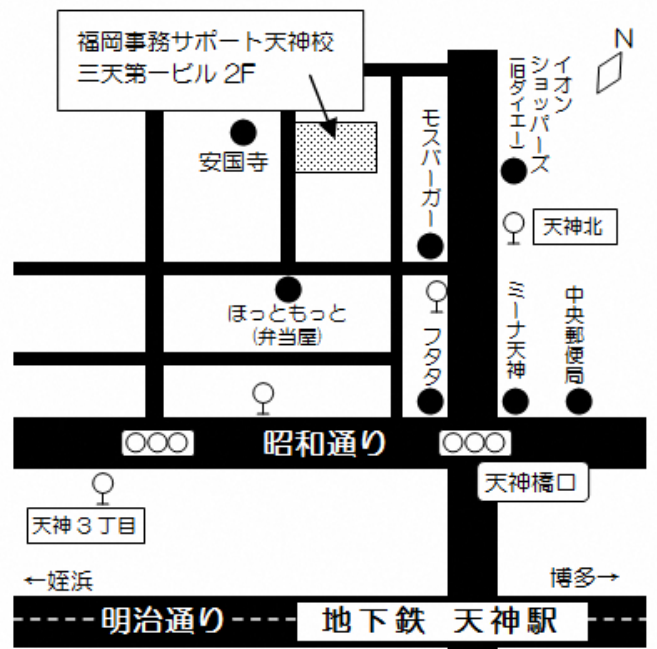 福岡事務サポート天神校
三天第一ビル 2F
N
イオン
ショッパーズ
(旧ダイエー)
モスバーガー
安国寺
天神北
ほっともっと
(弁当屋)
フタタ
ミーナ天神
中央郵便局
昭和通り
天神橋口
天神3丁目
←姪浜
博多→
明治通り
地下鉄 天神駅